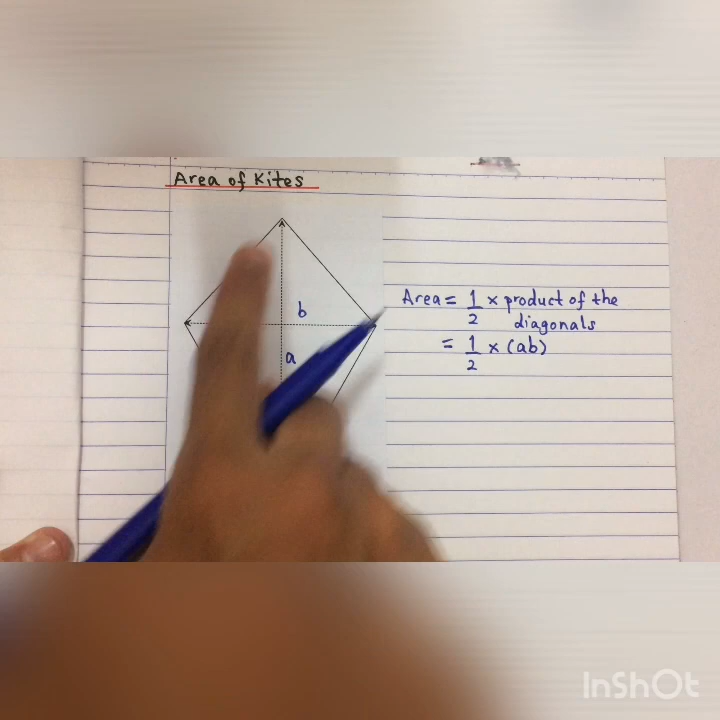 Area of Kites
b
a
Area = 1/2 × product of the
diagonals
= 1/2 × (ab)
InShOt